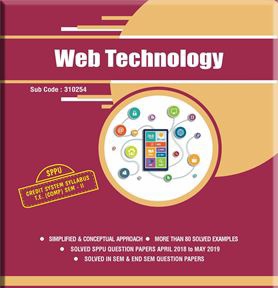 Web Technology
Sub Code : 310254
SPPU
CREDIT SYSTEM SYLLABUS
T.E. (COMP) SEM - II
• SIMPLIFIED & CONCEPTUAL APPROACH • MORE THAN 80 SOLVED EXAMPLES
• SOLVED SPPU QUESTION PAPERS APRIL 2018 to MAY 2019
• SOLVED IN SEM & END SEM QUESTION PAPERS